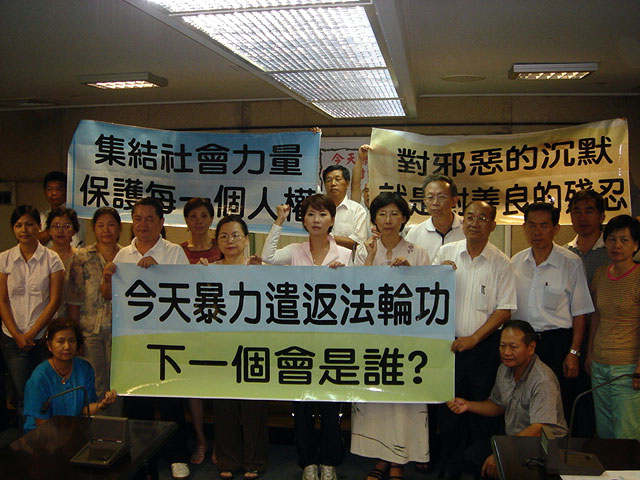 集結社會力量
保護每一個人權
對邪惡的沉默
就是對善良的殘忍
今天
今天暴力遣返法輪功
下一個會是誰?